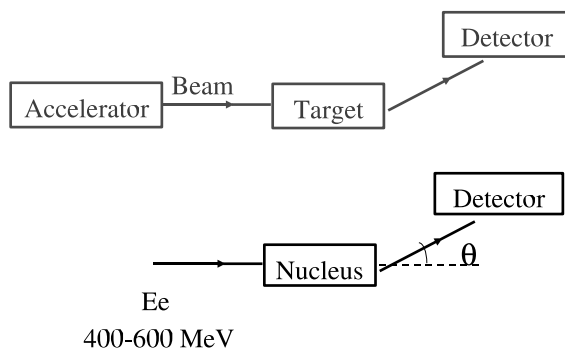 Detector
Beam
Accelerator
Target
Detector
Nucleus
θ
Ee
400-600 MeV